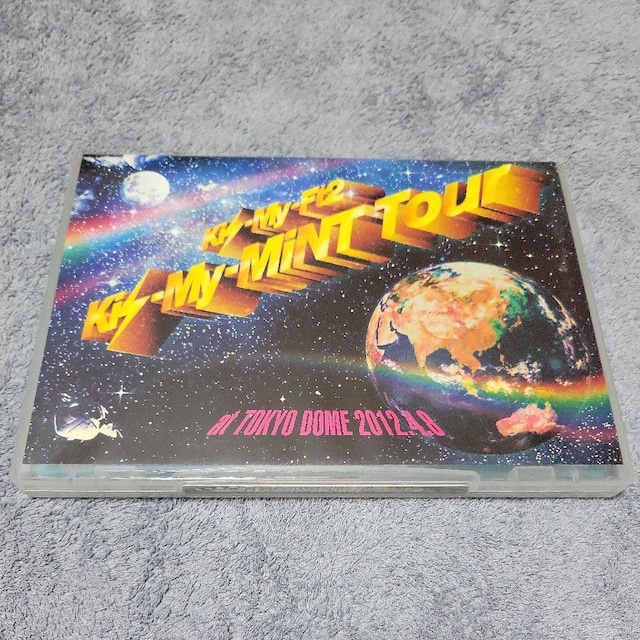 Kis-My-Ft2
Kis-My-MiNT TOUR
at TOKYO DOME 2012.4.8